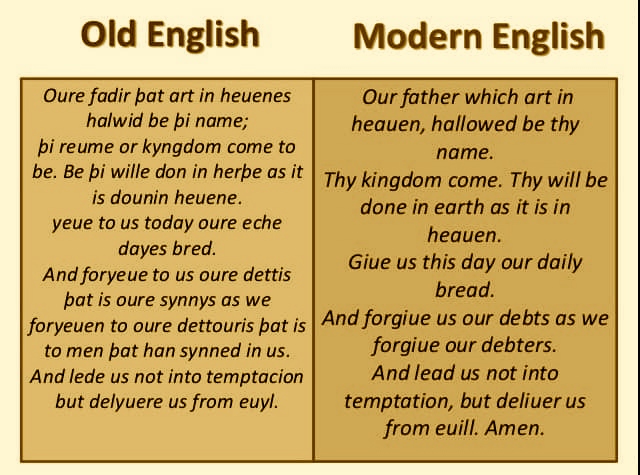 Old English
Oure fadir þat art in heuenes
halwid be þi name;
þi reume or kyngdom come to
be. Be þi wille don in herþe as it
is dounin heuene.
yeue to us today oure eche
dayes bred.
And foryeue to us oure dettis
þat is oure synnys as we
foryeuen to oure dettouris þat is
to men þat han synned in us.
And lede us not into temptacion
but delyuere us from euyl.
Modern English
Our father which art in
heauen, hallowed be thy
name.
Thy kingdom come. Thy will be
done in earth as it is in
heauen.
Giue us this day our daily
bread.
And forgiue us our debts as we
forgiue our debters.
And lead us not into
temptation, but deliuer us
from euill. Amen.